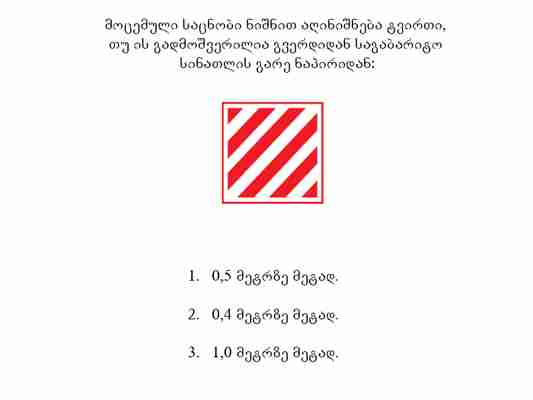 მოცემული საცნობი ნიშნით აღინიშნება ტვირთი,
თუ ის გადმოშვერილია გვერდიდან საგაბარიტო
სინათლის გარე ნაპირიდან:
1. 0,5 მეტრზე მეტად.
2. 0,4 მეტრზე მეტად.
3. 1,0 მეტრზე მეტად.